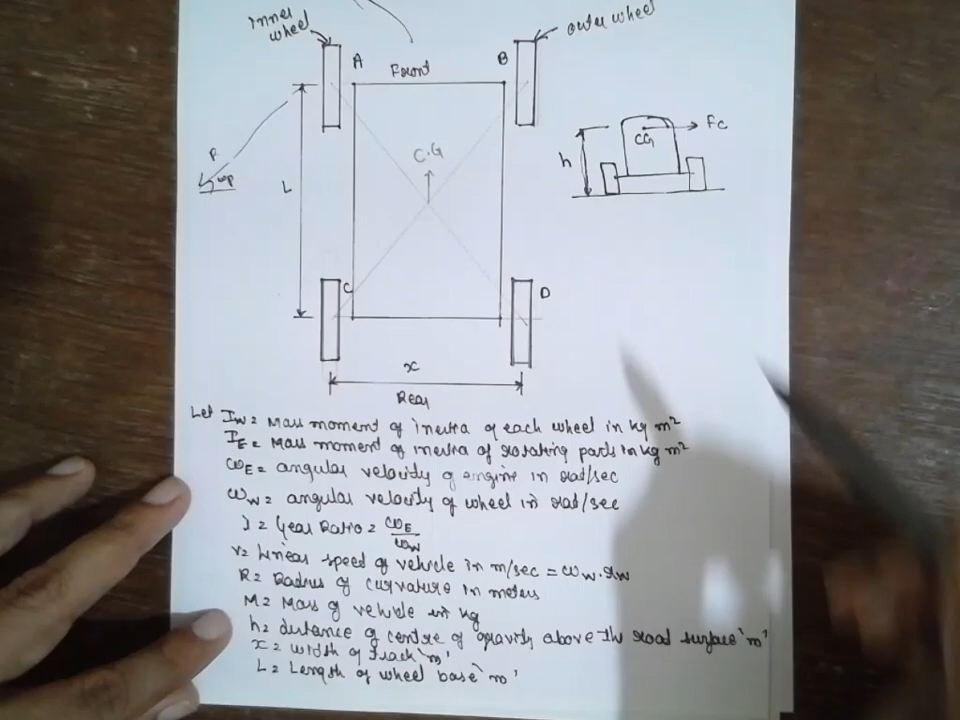 Inner wheel
outer wheel
A
Front
B
L
C.G
h
CG
Fc
C
D
x
Rear
Let Iw = Mass moment of inertia of each wheel in kg m²
IE = Mass moment of inertia of rotating parts in kg m²
ωE = angular velocity of engine in rad/sec
ωw = angular velocity of wheel in rad/sec
= Gear Ratio = ωE/ωw
v = Linear speed of vehicle in m/sec = ωw.rw
R = Radius of curvature in meters
M = Mass of vehicle in kg
h = distance of centre of gravity above the road surface 'm'
x = width of track 'm'
L = Length of wheel base 'm'